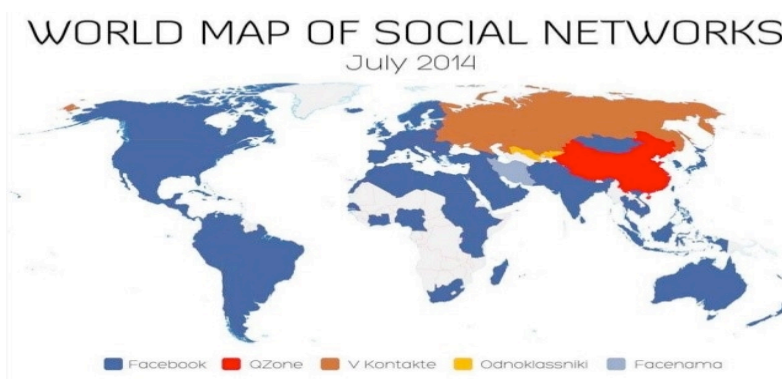 WORLD MAP OF SOCIAL NETWORKS
July 2014
Facebook QZone V Kontakte Odnoklassniki Facenama